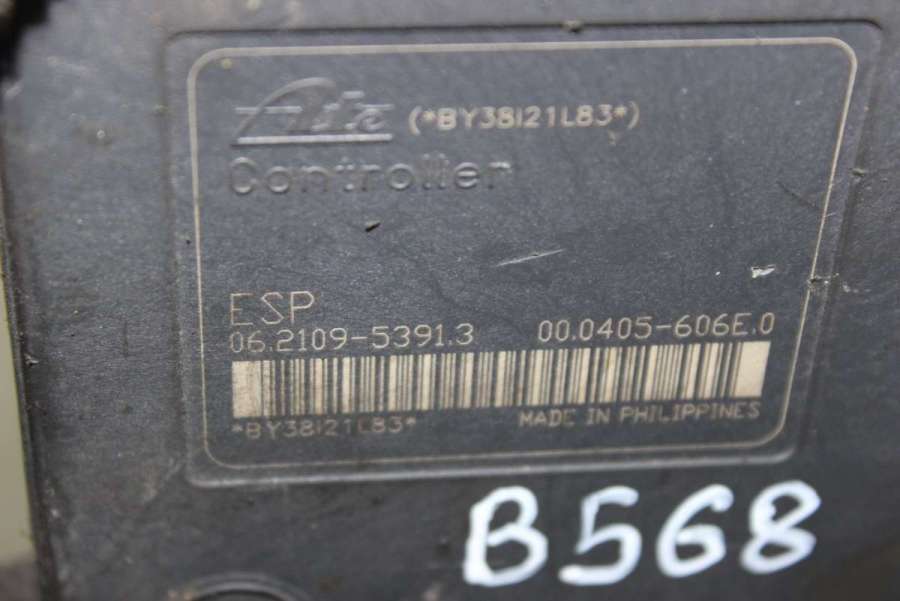 Ate (*BY38I21L83*)
Controller
ESP
06.2109-5391.3 00.0405-606E.0
*BY38I21L83* MADE IN PHILIPPINES
B568